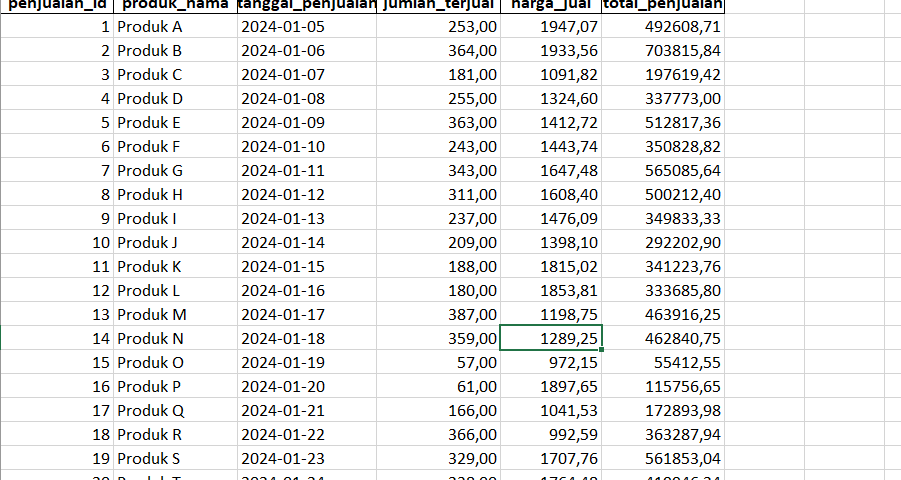 penjualan_id produk_nama tanggal_penjualan jumlah_terjual harga_jual total_penjualan
1 Produk A 2024-01-05 253,00 1947,07 492608,71
2 Produk B 2024-01-06 364,00 1933,56 703815,84
3 Produk C 2024-01-07 181,00 1091,82 197619,42
4 Produk D 2024-01-08 255,00 1324,60 337773,00
5 Produk E 2024-01-09 363,00 1412,72 512817,36
6 Produk F 2024-01-10 243,00 1443,74 350828,82
7 Produk G 2024-01-11 343,00 1647,48 565085,64
8 Produk H 2024-01-12 311,00 1608,40 500212,40
9 Produk I 2024-01-13 237,00 1476,09 349833,33
10 Produk J 2024-01-14 209,00 1398,10 292202,90
11 Produk K 2024-01-15 188,00 1815,02 341223,76
12 Produk L 2024-01-16 180,00 1853,81 333685,80
13 Produk M 2024-01-17 387,00 1198,75 463916,25
14 Produk N 2024-01-18 359,00 1289,25 462840,75
15 Produk O 2024-01-19 57,00 972,15 55412,55
16 Produk P 2024-01-20 61,00 1897,65 115756,65
17 Produk Q 2024-01-21 166,00 1041,53 172893,98
18 Produk R 2024-01-22 366,00 992,59 363287,94
19 Produk S 2024-01-23 329,00 1707,76 561853,04